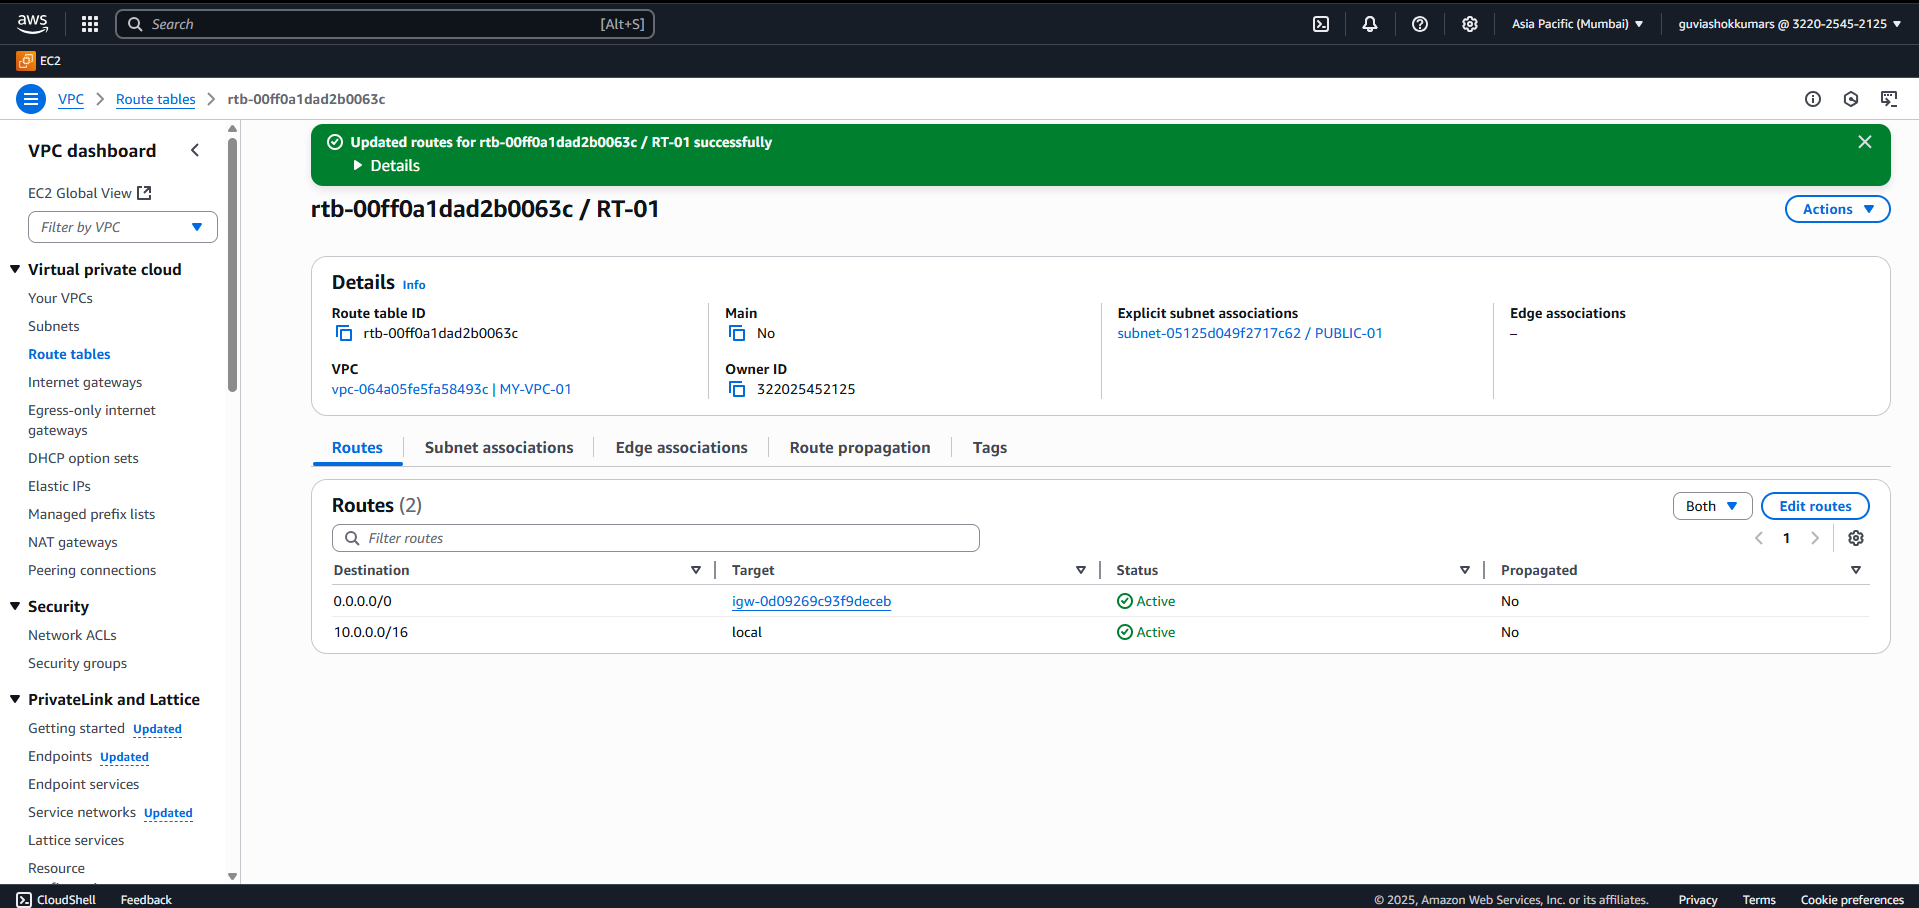 aws
Search
[Alt+S]
Asia Pacific (Mumbai)
guviashokkumars @ 3220-2545-2125
EC2
VPC
Route tables
rtb-00ff0a1dad2b0063c
VPC dashboard
EC2 Global View
Filter by VPC
Virtual private cloud
Your VPCs
Subnets
Route tables
Internet gateways
Egress-only internet
gateways
DHCP option sets
Elastic IPs
Managed prefix lists
NAT gateways
Peering connections
Security
Network ACLs
Security groups
PrivateLink and Lattice
Getting started Updated
Endpoints Updated
Endpoint services
Service networks Updated
Lattice services
Resource
Updated routes for rtb-00ff0a1dad2b0063c / RT-01 successfully
Details
rtb-00ff0a1dad2b0063c / RT-01
Actions
Details Info
Route table ID
rtb-00ff0a1dad2b0063c
Main
No
Explicit subnet associations
subnet-05125d049f2717c62 / PUBLIC-01
Edge associations
–
VPC
vpc-064a05fe5fa58493c | MY-VPC-01
Owner ID
322025452125
Routes
Subnet associations
Edge associations
Route propagation
Tags
Routes (2)
Both
Edit routes
Filter routes
1
Destination Target Status Propagated
0.0.0.0/0 igw-0d09269c93f9deceb Active No
10.0.0.0/16 local Active No
CloudShell
Feedback
© 2025, Amazon Web Services, Inc. or its affiliates.
Privacy
Terms
Cookie preferences